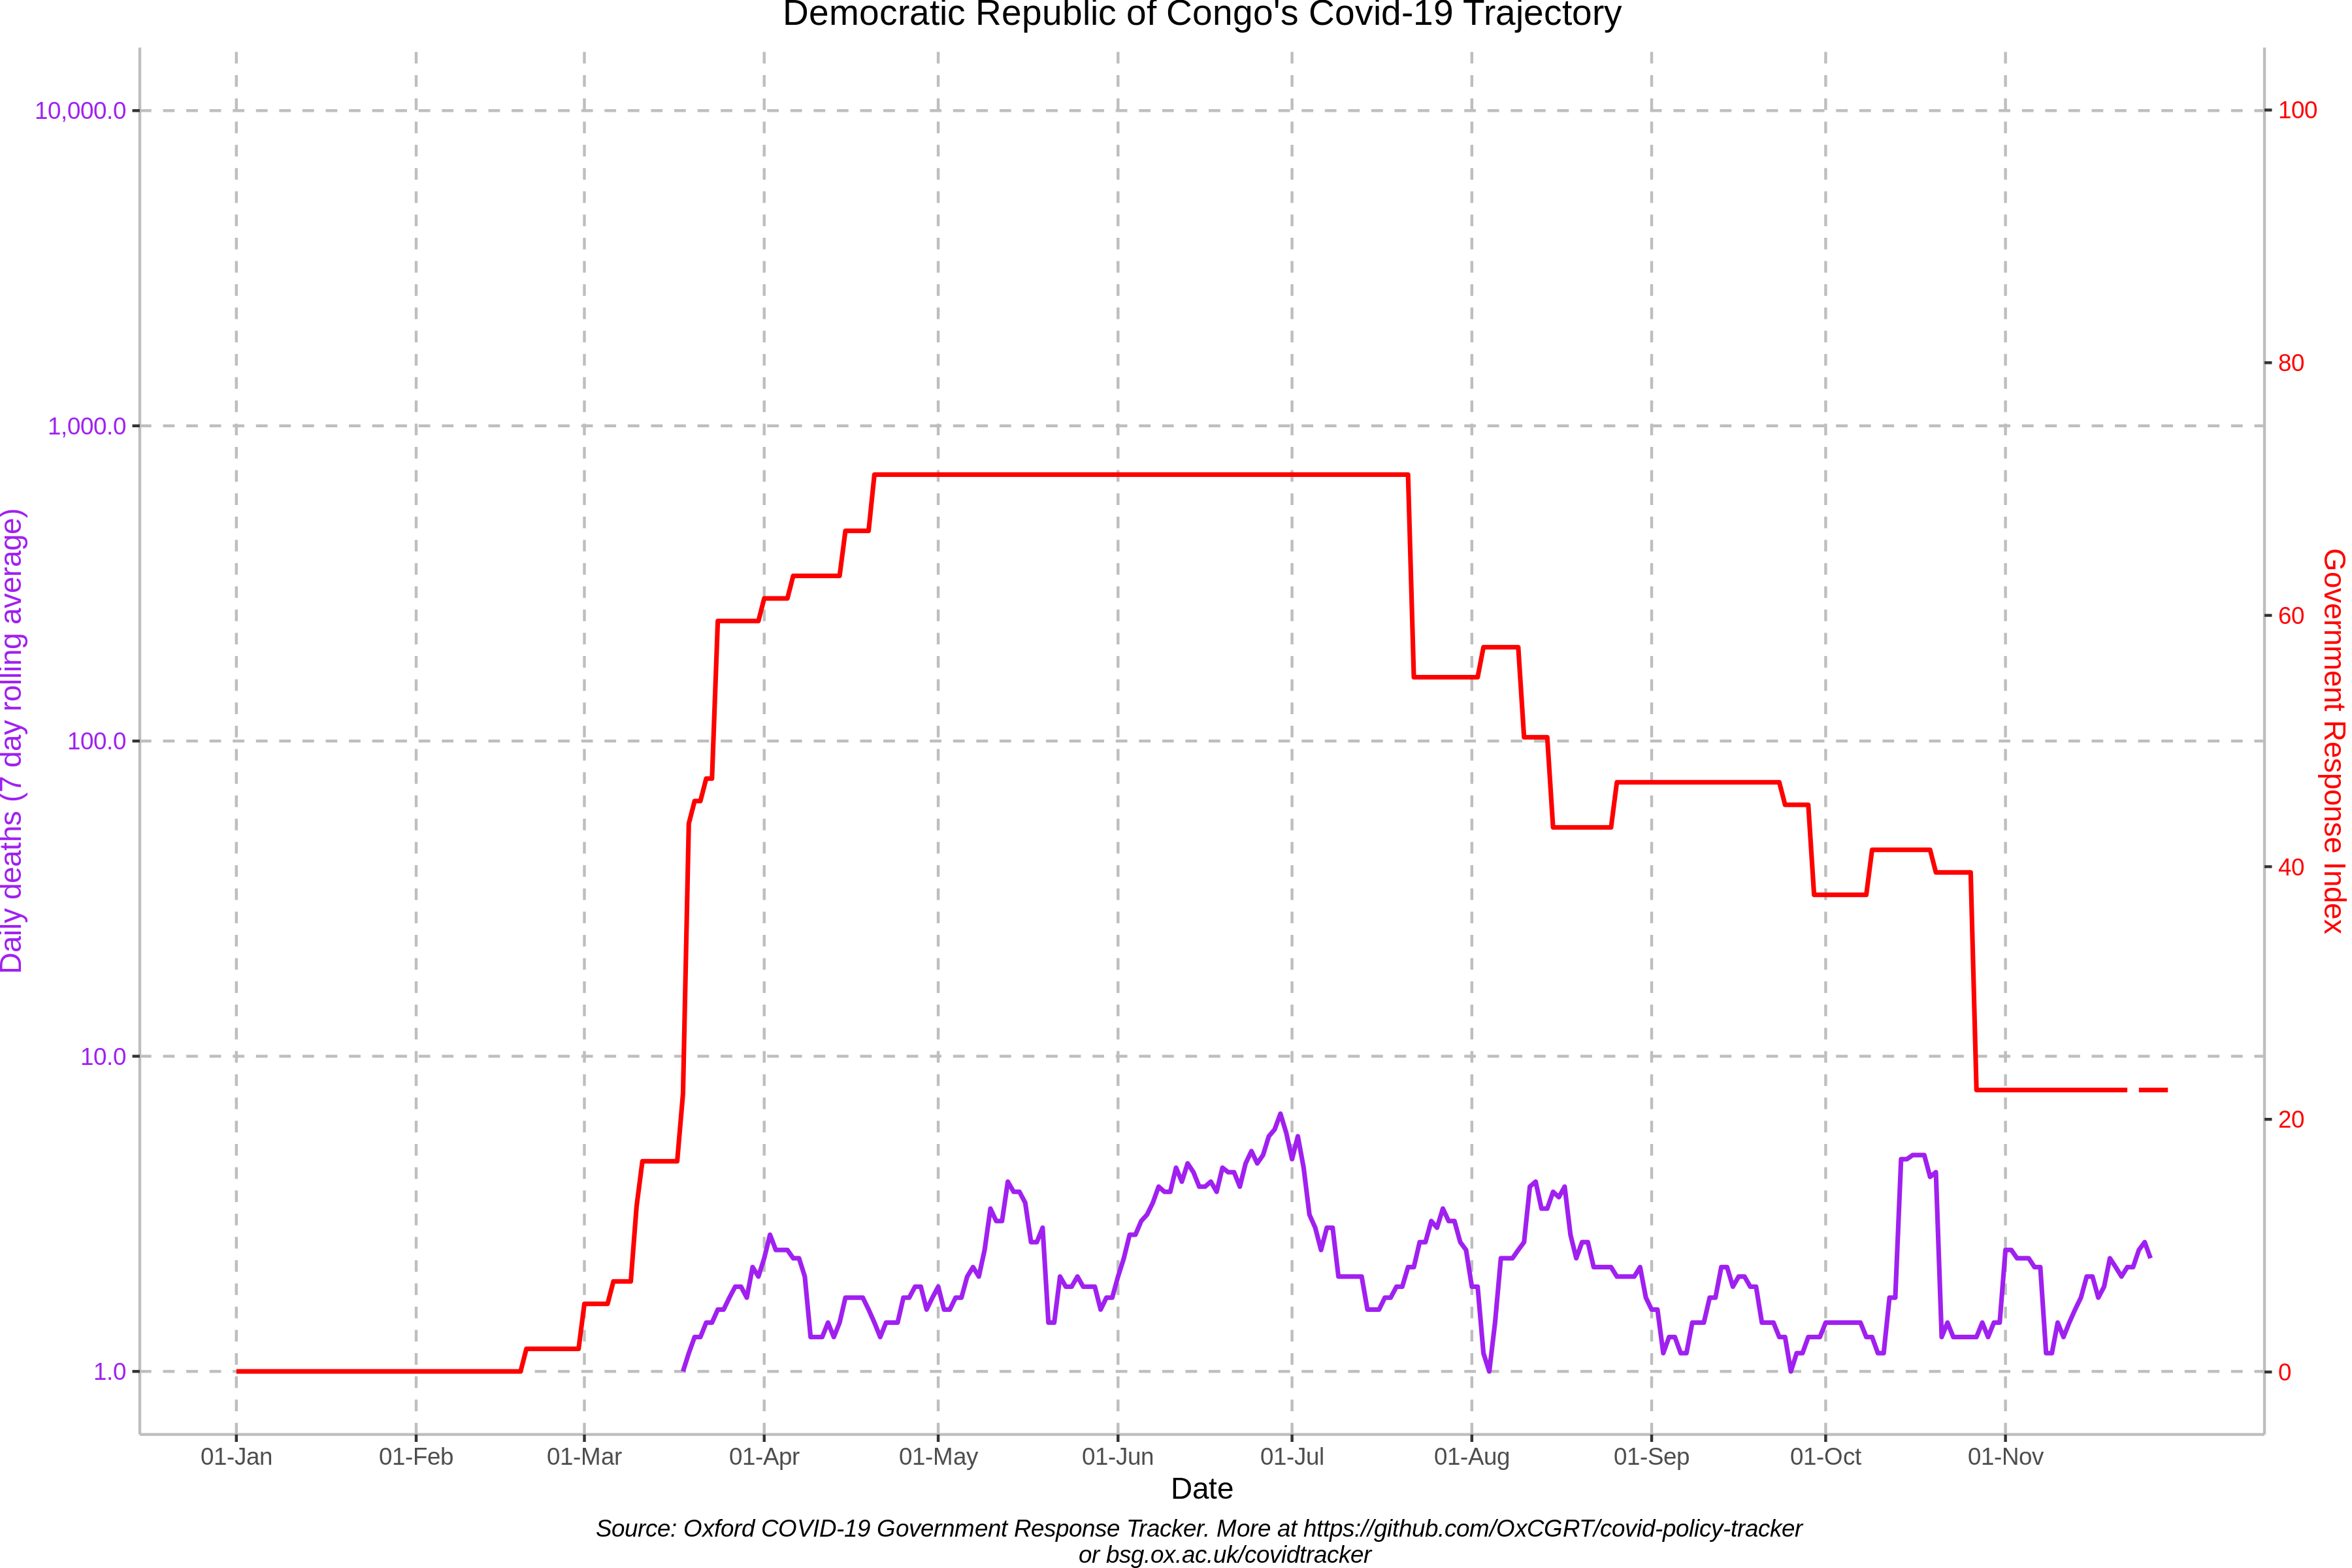 Democratic Republic of Congo's Covid-19 Trajectory
10,000.0
1,000.0
100.0
10.0
1.0
Daily deaths (7 day rolling average)
100
80
60
40
20
0
Government Response Index
01-Jan 01-Feb 01-Mar 01-Apr 01-May 01-Jun 01-Jul 01-Aug 01-Sep 01-Oct 01-Nov
Date
Source: Oxford COVID-19 Government Response Tracker. More at https://github.com/OxCGRT/covid-policy-tracker
or bsg.ox.ac.uk/covidtracker